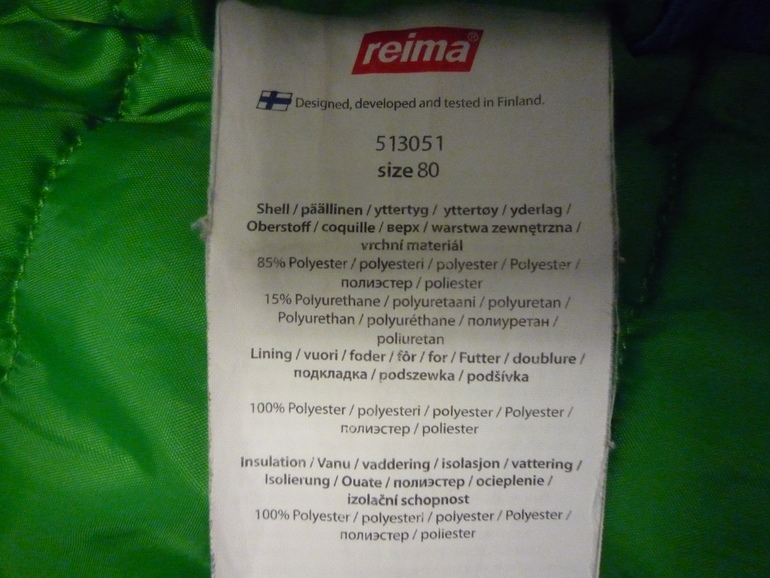 reima®
Designed, developed and tested in Finland.
513051
size 80
Shell / päällinen / yttertyg / yttertøy / yderlag /
Oberstoff / coquille / верх / warstwa zewnętrzna /
vrchní materiál
85% Polyester / polyesteri / polyester / Polyester /
полиэстер / poliester
15% Polyurethane / polyuretaani / polyuretan /
Polyurethan / polyuréthane / полиуретан /
poliuretan
Lining / vuori / foder / fôr / for / Futter / doublure /
подкладка / podszewka / podšívka
100% Polyester / polyesteri / polyester / Polyester /
полиэстер / poliester
Insulation / Vanu / vaddering / isolasjon / vattering /
Isolierung / Ouate / полиэстер / ocieplenie /
izolační schopnost
100% Polyester / polyesteri / polyester / Polyester /
полиэстер / poliester